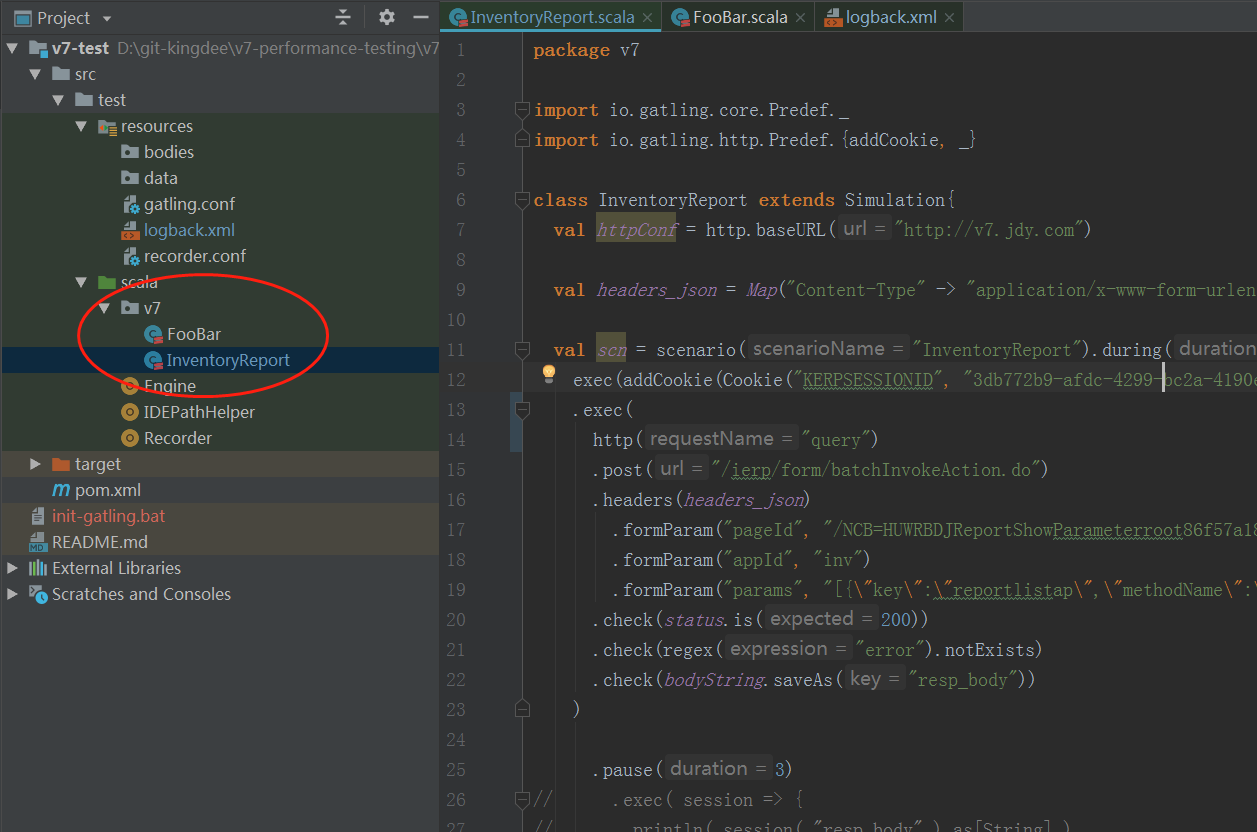 Project
v7-test D:\git-kingdee\v7-performance-testing\v7
src
test
resources
bodies
data
gatling.conf
logback.xml
recorder.conf
scala
v7
FooBar
InventoryReport
Engine
IDEPathHelper
Recorder
target
pom.xml
init-gatling.bat
README.md
External Libraries
Scratches and Consoles
InventoryReport.scala FooBar.scala logback.xml
1 package v7
2
3 import io.gatling.core.Predef._
4 import io.gatling.http.Predef.{addCookie, _}
5
6 class InventoryReport extends Simulation{
7 val httpConf = http.baseURL( url = "http://v7.jdy.com")
8
9 val headers_json = Map("Content-Type" -> "application/x-www-form-urlen
10
11 val scn = scenario( scenarioName = "InventoryReport").during( duration
12 exec(addCookie(Cookie("KERPSESSIONID", "3db772b9-afdc-4299-bc2a-4190e
13 .exec(
14 http( requestName = "query")
15 .post( url = "/ierp/form/batchInvokeAction.do")
16 .headers(headers_json)
17 .formParam("pageId", "/NCB=HUWRBDJReportShowParameterroot86f57a18
18 .formParam("appId", "inv")
19 .formParam("params", "[{\"key\":\"reportlistap\",\"methodName\":\
20 .check(status.is( expected = 200))
21 .check(regex( expression = "error").notExists)
22 .check(bodyString.saveAs( key = "resp_body"))
23 )
24
25 .pause( duration = 3)
26 // .exec( session => {
27 // println( session( "resp_body" ).as[String] )